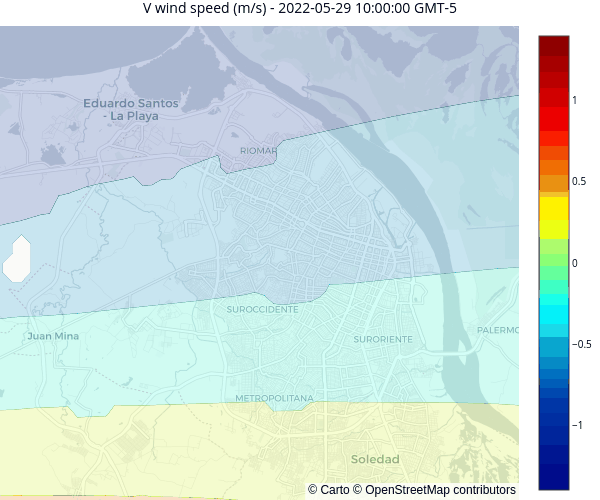 V wind speed (m/s) - 2022-05-29 10:00:00 GMT-5
Eduardo Santos
- La Playa
RIOMAR
SUROCCIDENTE
Juan Mina
SURORIENTE
PALERMO
METROPOLITANA
Soledad
1
0.5
0
−0.5
−1
© Carto © OpenStreetMap contributors